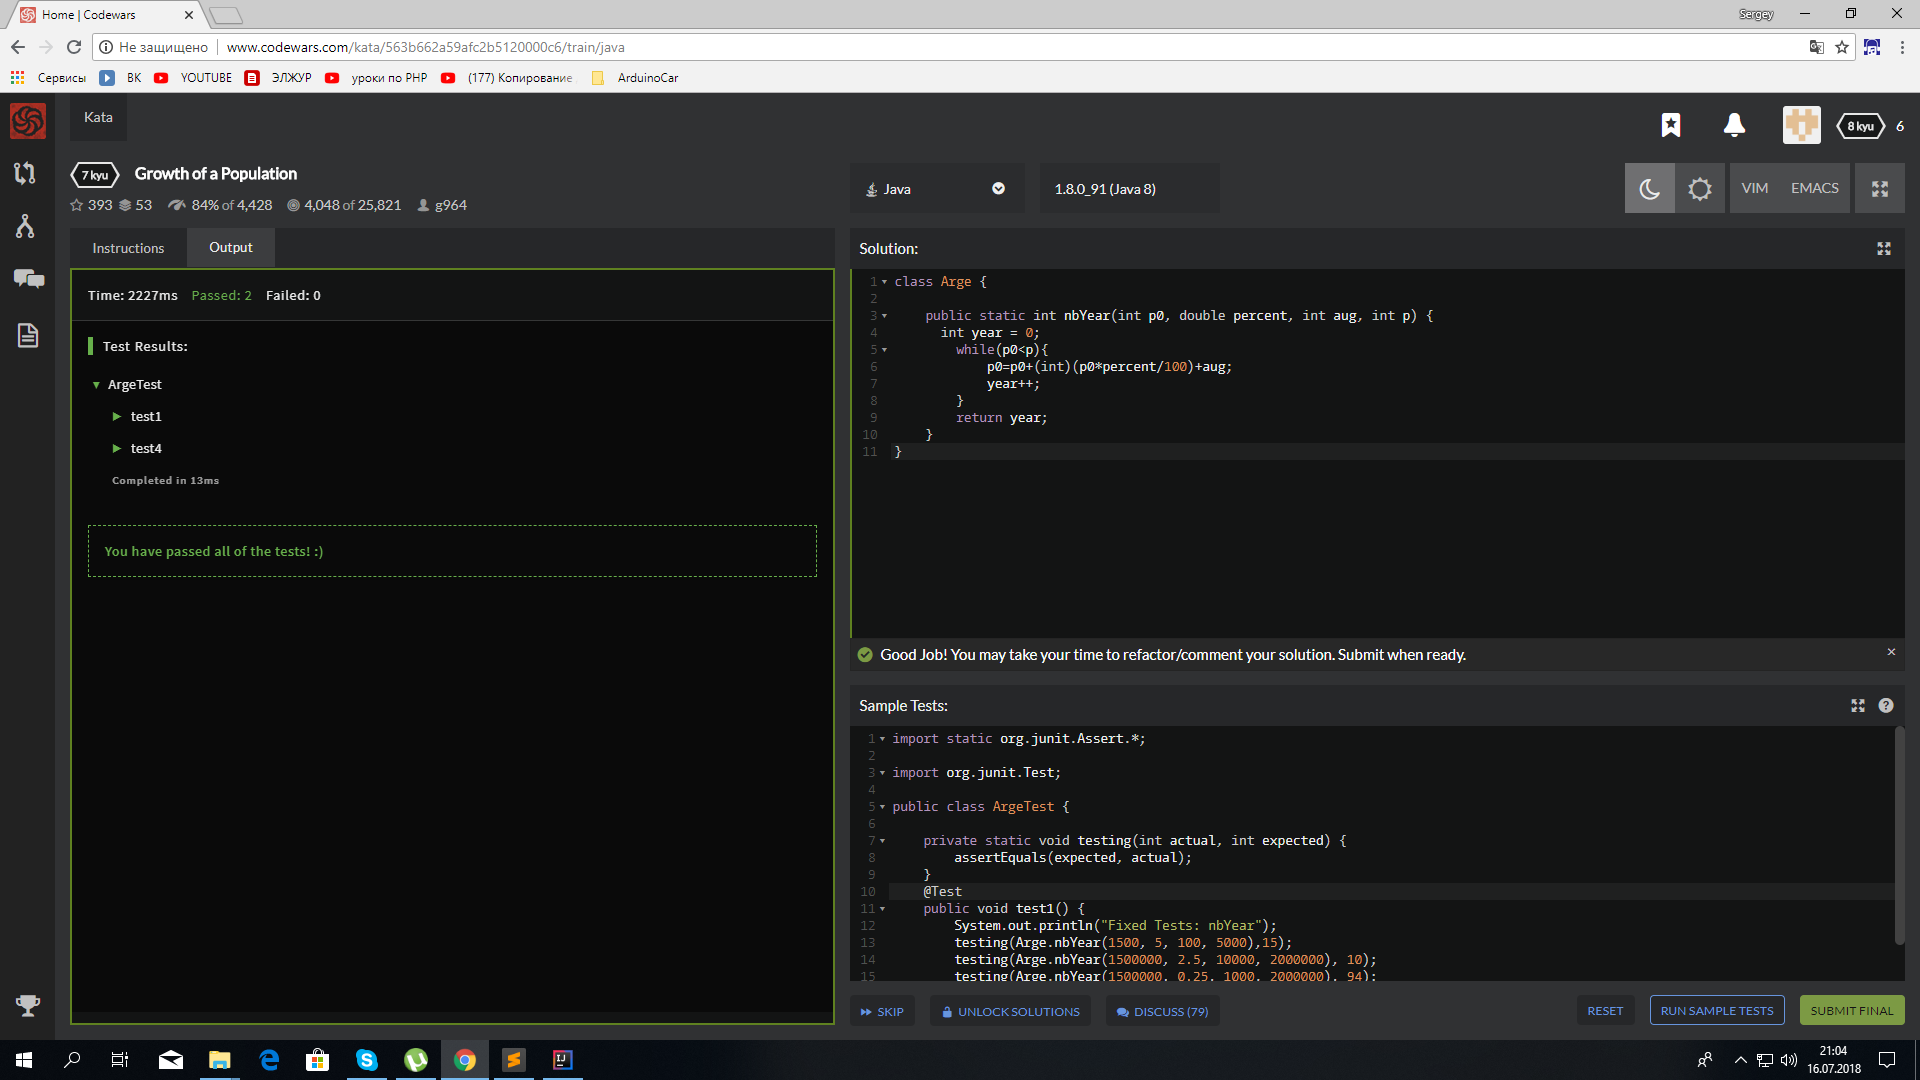 Home | Codewars
Sergey
Не защищено www.codewars.com/kata/563b662a59afc2b5120000c6/train/java
Сервисы ВК YOUTUBE ЭЛЖУР уроки по PHP (177) Копирование ArduinoCar
Kata
8 kyu 6
7 kyu Growth of a Population
393 53 84% of 4,428 4,048 of 25,821 g964
Java 1.8.0_91 (Java 8) VIM EMACS
Instructions Output
Time: 2227ms Passed: 2 Failed: 0
Test Results:
ArgeTest
test1
test4
Completed in 13ms
You have passed all of the tests! :)
Solution:
1 class Arge {
2
3 public static int nbYear(int p0, double percent, int aug, int p) {
4 int year = 0;
5 while(p0<p){
6 p0=p0+(int)(p0*percent/100)+aug;
7 year++;
8 }
9 return year;
10 }
11 }
Good Job! You may take your time to refactor/comment your solution. Submit when ready.
Sample Tests:
1 import static org.junit.Assert.*;
2
3 import org.junit.Test;
4
5 public class ArgeTest {
6
7 private static void testing(int actual, int expected) {
8 assertEquals(expected, actual);
9 }
10 @Test
11 public void test1() {
12 System.out.println("Fixed Tests: nbYear");
13 testing(Arge.nbYear(1500, 5, 100, 5000),15);
14 testing(Arge.nbYear(1500000, 2.5, 10000, 2000000), 10);
15 testing(Arge.nbYear(1500000, 0.25, 1000, 2000000), 94);
SKIP UNLOCK SOLUTIONS DISCUSS (79) RESET RUN SAMPLE TESTS SUBMIT FINAL
21:04
16.07.2018